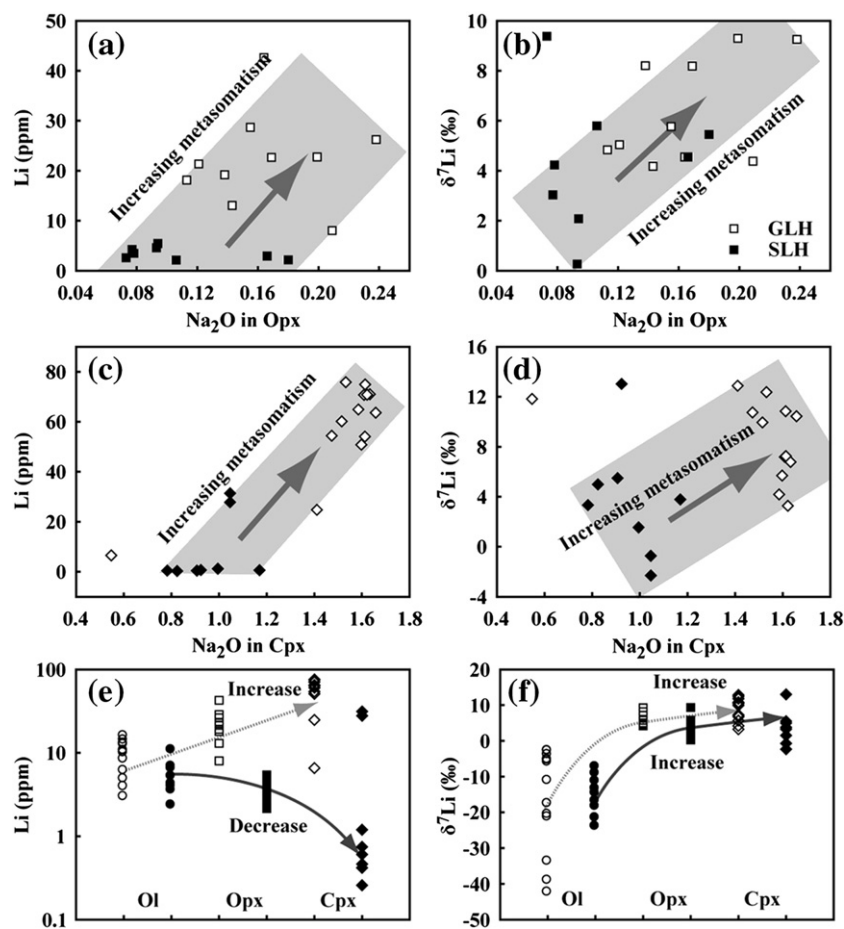 (a)
50
40
30
20
10
0
Li (ppm)
Increasing metasomatism
0.04 0.08 0.12 0.16 0.20 0.24
Na2O in Opx
(b)
10
8
6
4
2
0
δ⁷Li (‰)
Increasing metasomatism
GLH
SLH
0.04 0.08 0.12 0.16 0.20 0.24
Na2O in Opx
(c)
80
60
40
20
0
Li (ppm)
Increasing metasomatism
0.4 0.6 0.8 1.0 1.2 1.4 1.6 1.8
Na2O in Cpx
(d)
16
12
8
4
0
-4
δ⁷Li (‰)
Increasing metasomatism
0.4 0.6 0.8 1.0 1.2 1.4 1.6 1.8
Na2O in Cpx
(e)
100
10
1
0.1
Li (ppm)
Increase
Decrease
Ol Opx Cpx
(f)
20
10
0
-10
-20
-30
-40
-50
δ⁷Li (‰)
Increase
Increase
Ol Opx Cpx